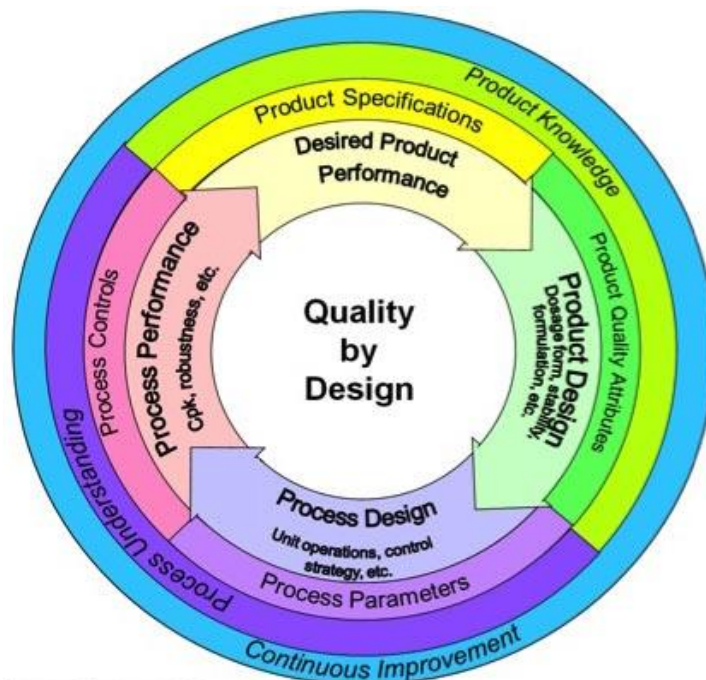 Product Knowledge
Product Specifications
Desired Product
Performance
Product Quality Attributes
Product Design
Dosage form, stability,
formulation, etc.
Quality
by
Design
Process Controls
Process Performance
Cpk, robustness, etc.
Process Design
Unit operations, control
strategy, etc.
Process Parameters
Process Understanding
Continuous Improvement